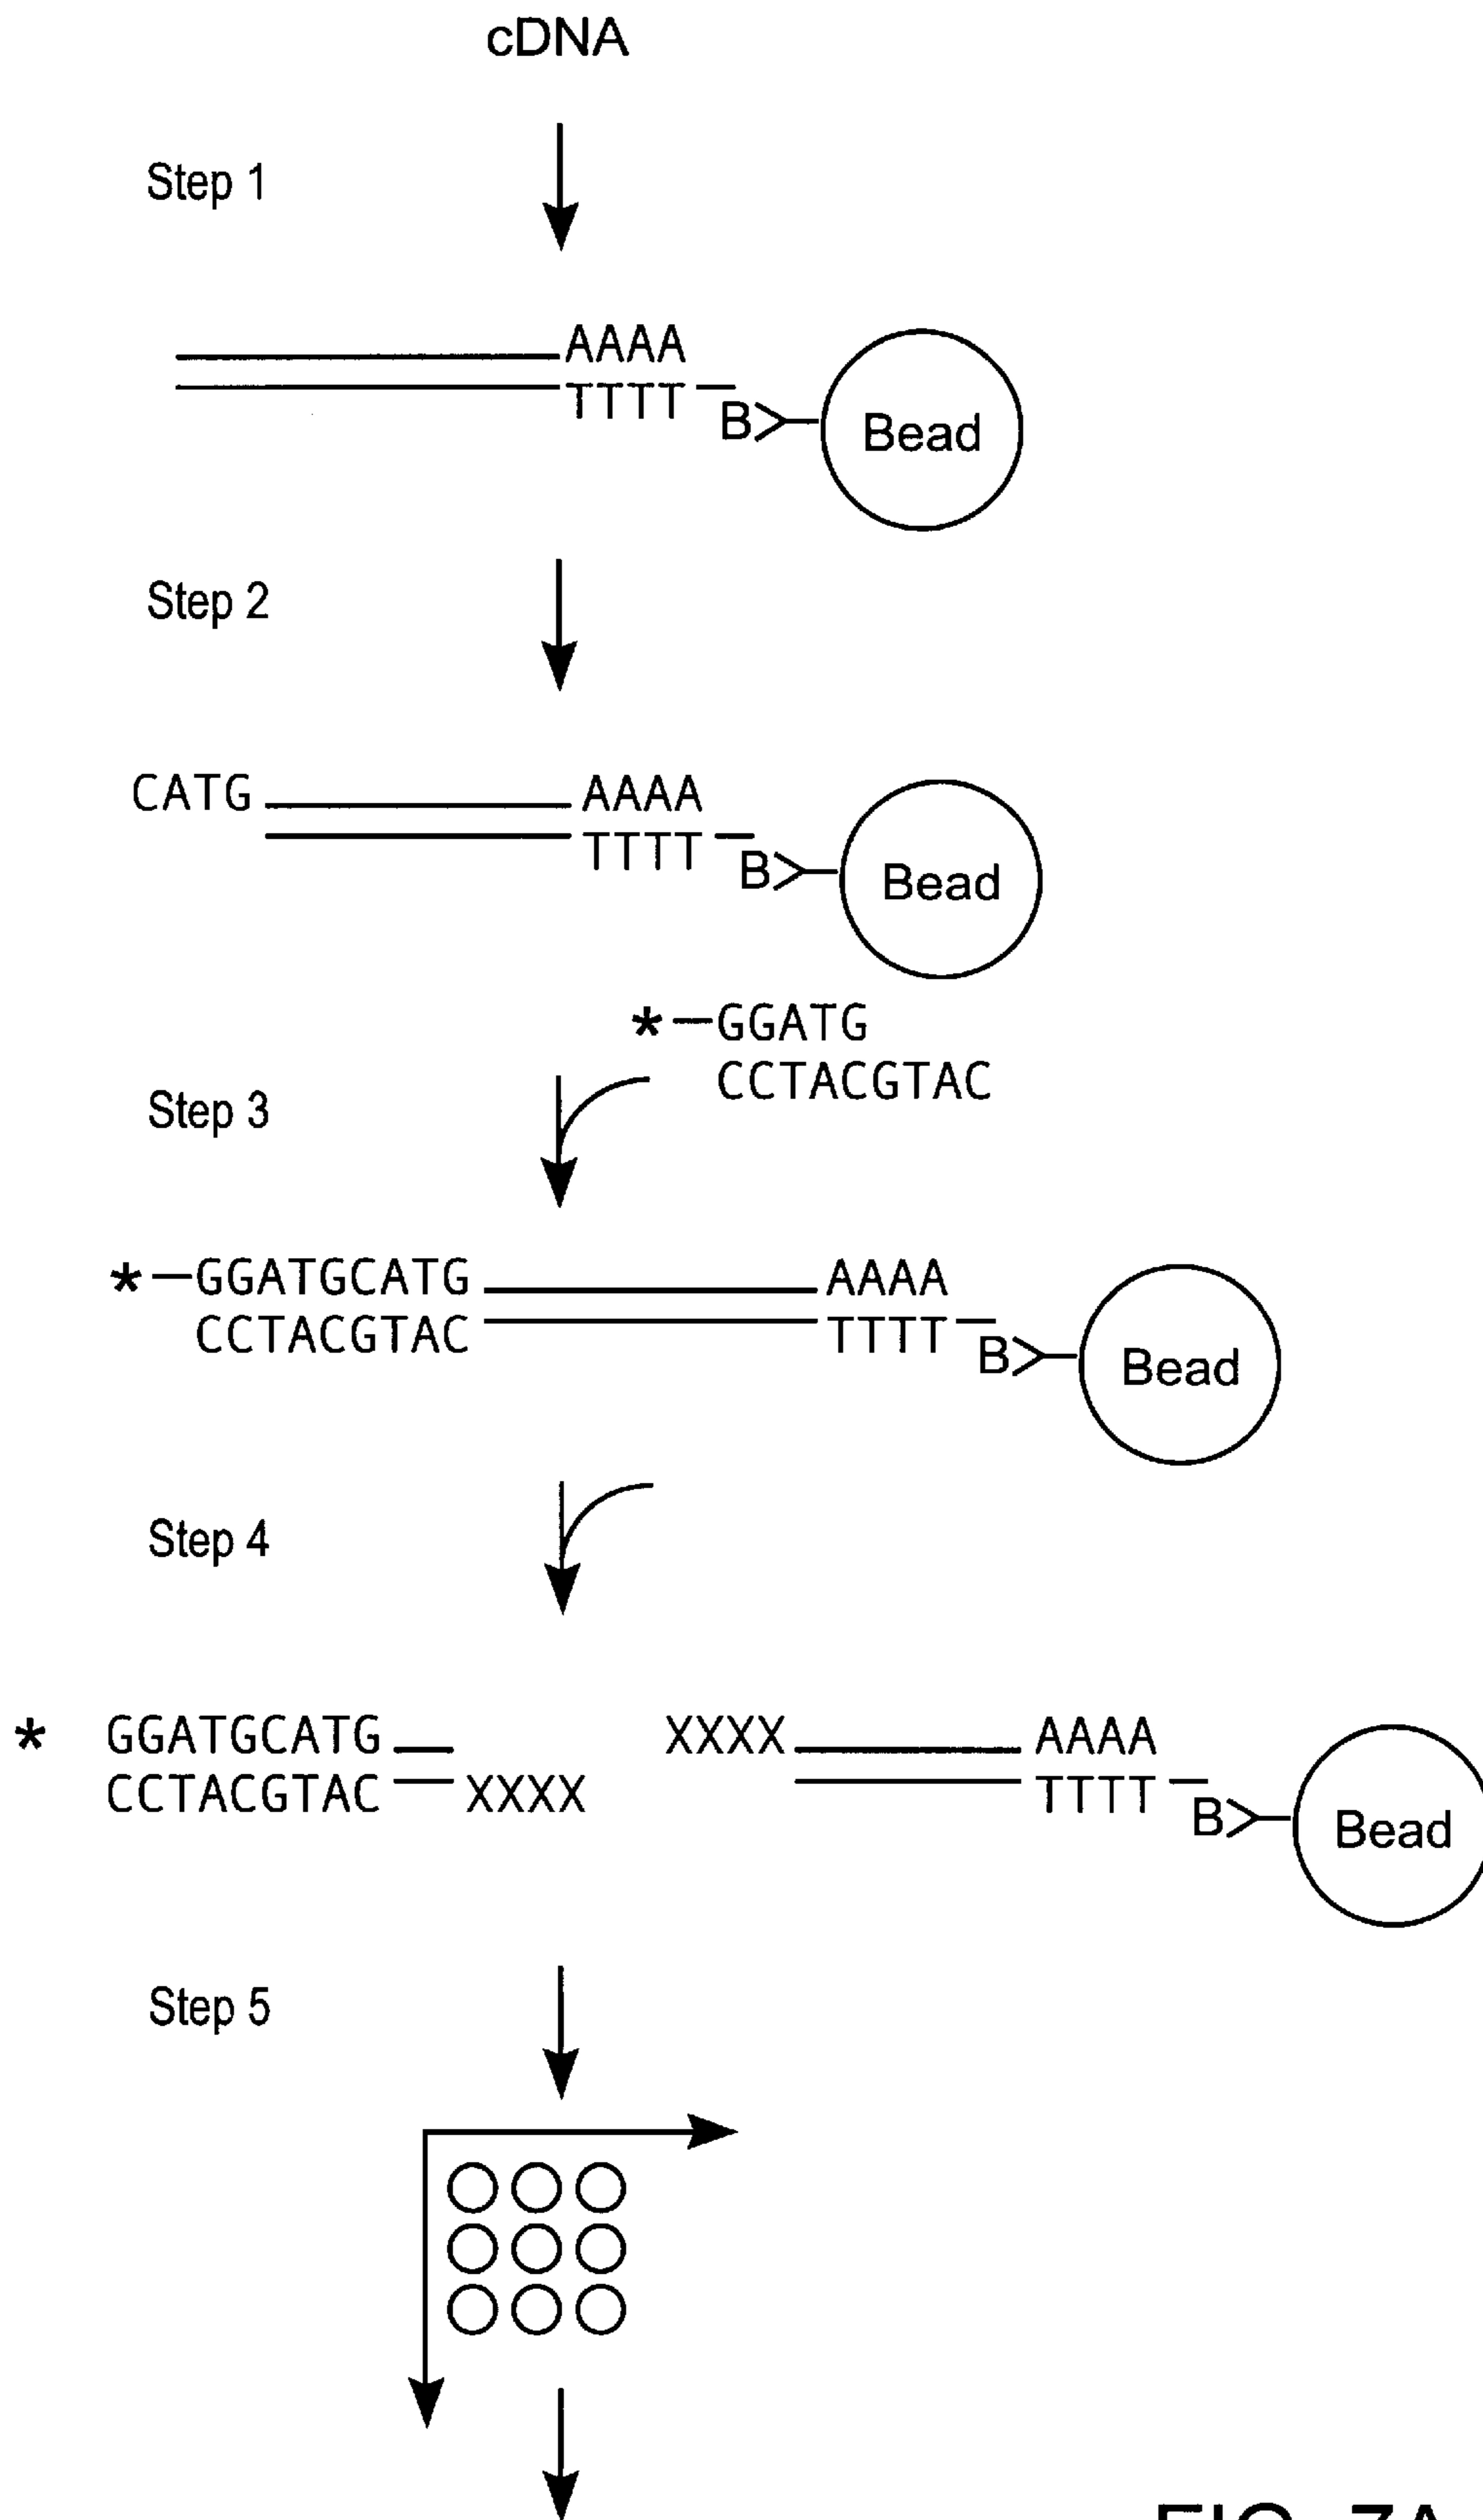 cDNA
Step 1
AAAA
TTTT
B
Bead
Step 2
CATG
AAAA
TTTT
B
Bead
*—GGATG
CCTACGTAC
Step 3
*—GGATGCATG
AAAA
CCTACGTAC
TTTT
B
Bead
Step 4
* GGATGCATG
XXXX
AAAA
CCTACGTAC
XXXX
TTTT
B
Bead
Step 5